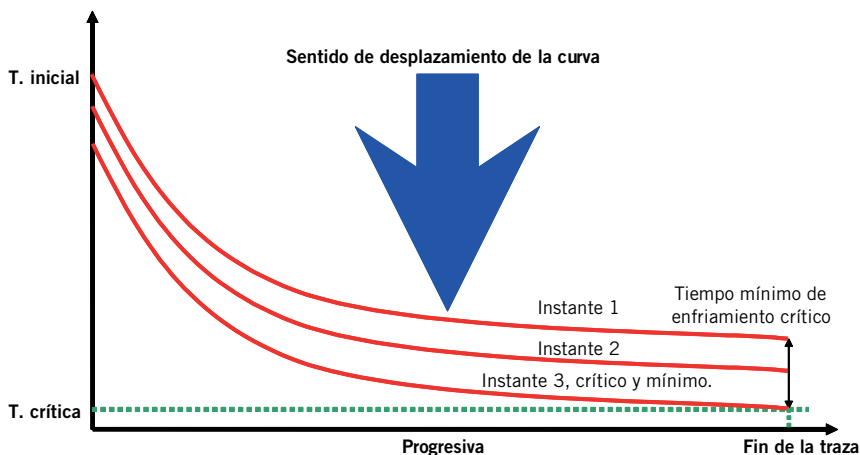 Sentido de desplazamiento de la curva
T. inicial
Instante 1
Tiempo mínimo de
enfriamiento crítico
Instante 2
Instante 3, crítico y mínimo.
T. crítica
Progresiva
Fin de la traza